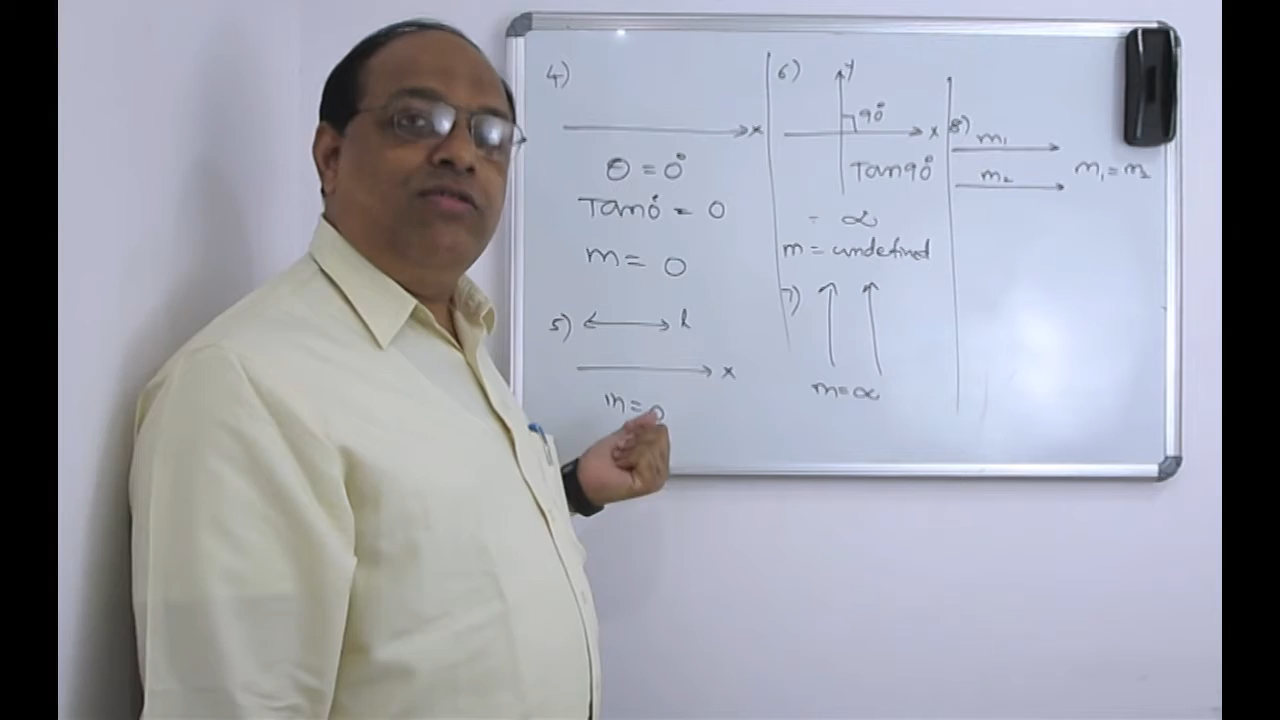 4)
x
θ = 0°
Tan0° = 0
m = 0
5)
l
x
m = 0
6)
y
90°
x
Tan90°
= ∝
m = undefined
7)
m = ∝
8)
m₁
m₂
m₁ = m₂